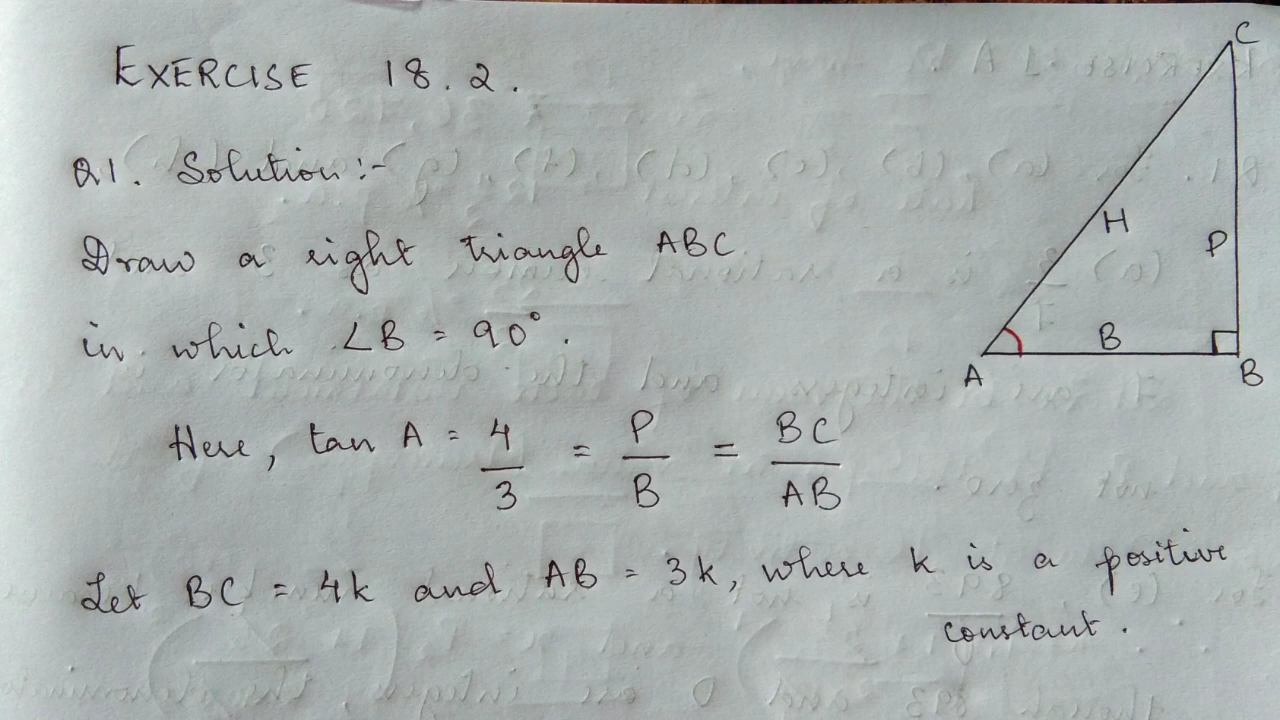 EXERCISE 18.2.
Q1. Solution :-
Draw a right triangle ABC
in which ∠B = 90°.
C
H
P
B
A
B
Here, tan A = 4/3 = P/B = BC/AB
Let BC = 4k and AB = 3k, where k is a positive
constant.